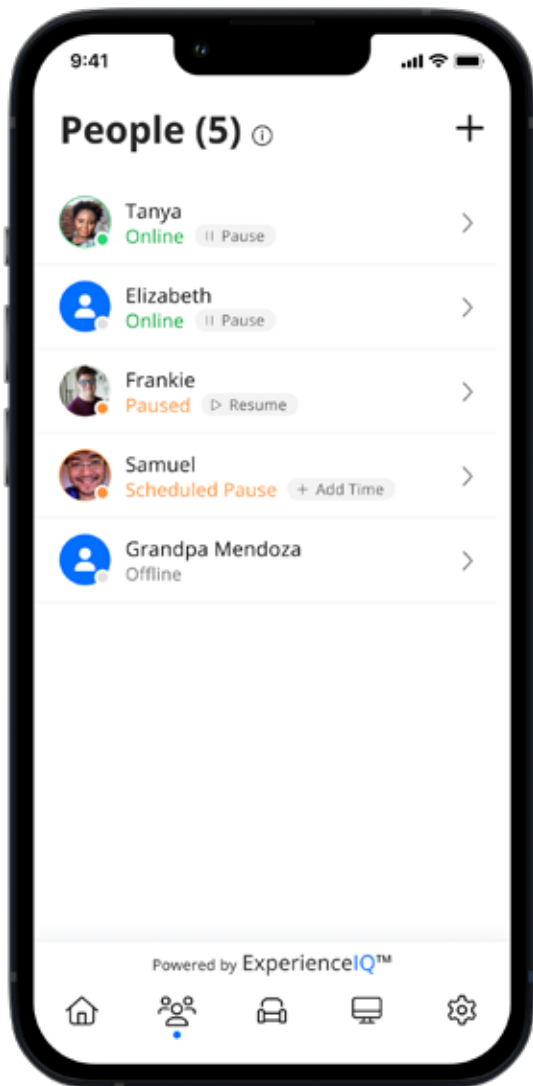 9:41
People (5)
Tanya
Online Pause
Elizabeth
Online Pause
Frankie
Paused Resume
Samuel
Scheduled Pause + Add Time
Grandpa Mendoza
Offline
Powered by ExperienceIQ™